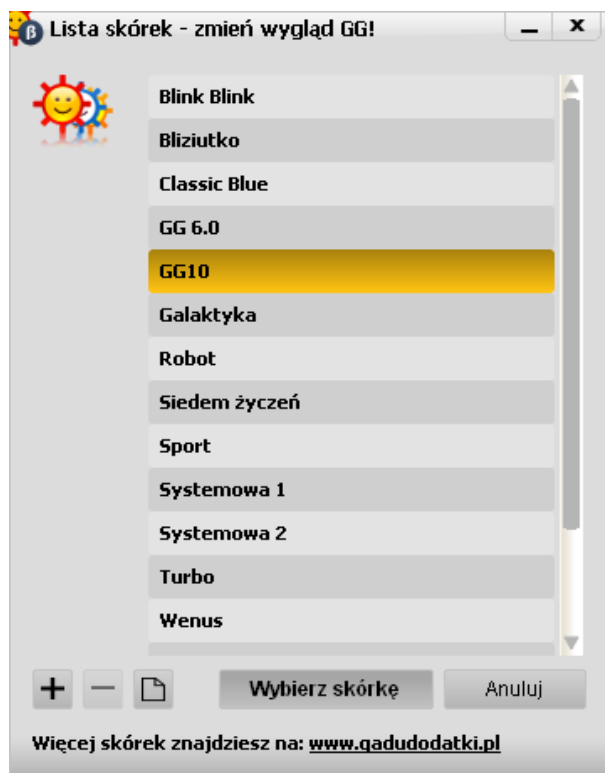 β Lista skórek - zmień wygląd GG!
Blink Blink
Bliziutko
Classic Blue
GG 6.0
GG10
Galaktyka
Robot
Siedem życzeń
Sport
Systemowa 1
Systemowa 2
Turbo
Wenus
Wybierz skórkę Anuluj
Więcej skórek znajdziesz na: www.gadudodatki.pl